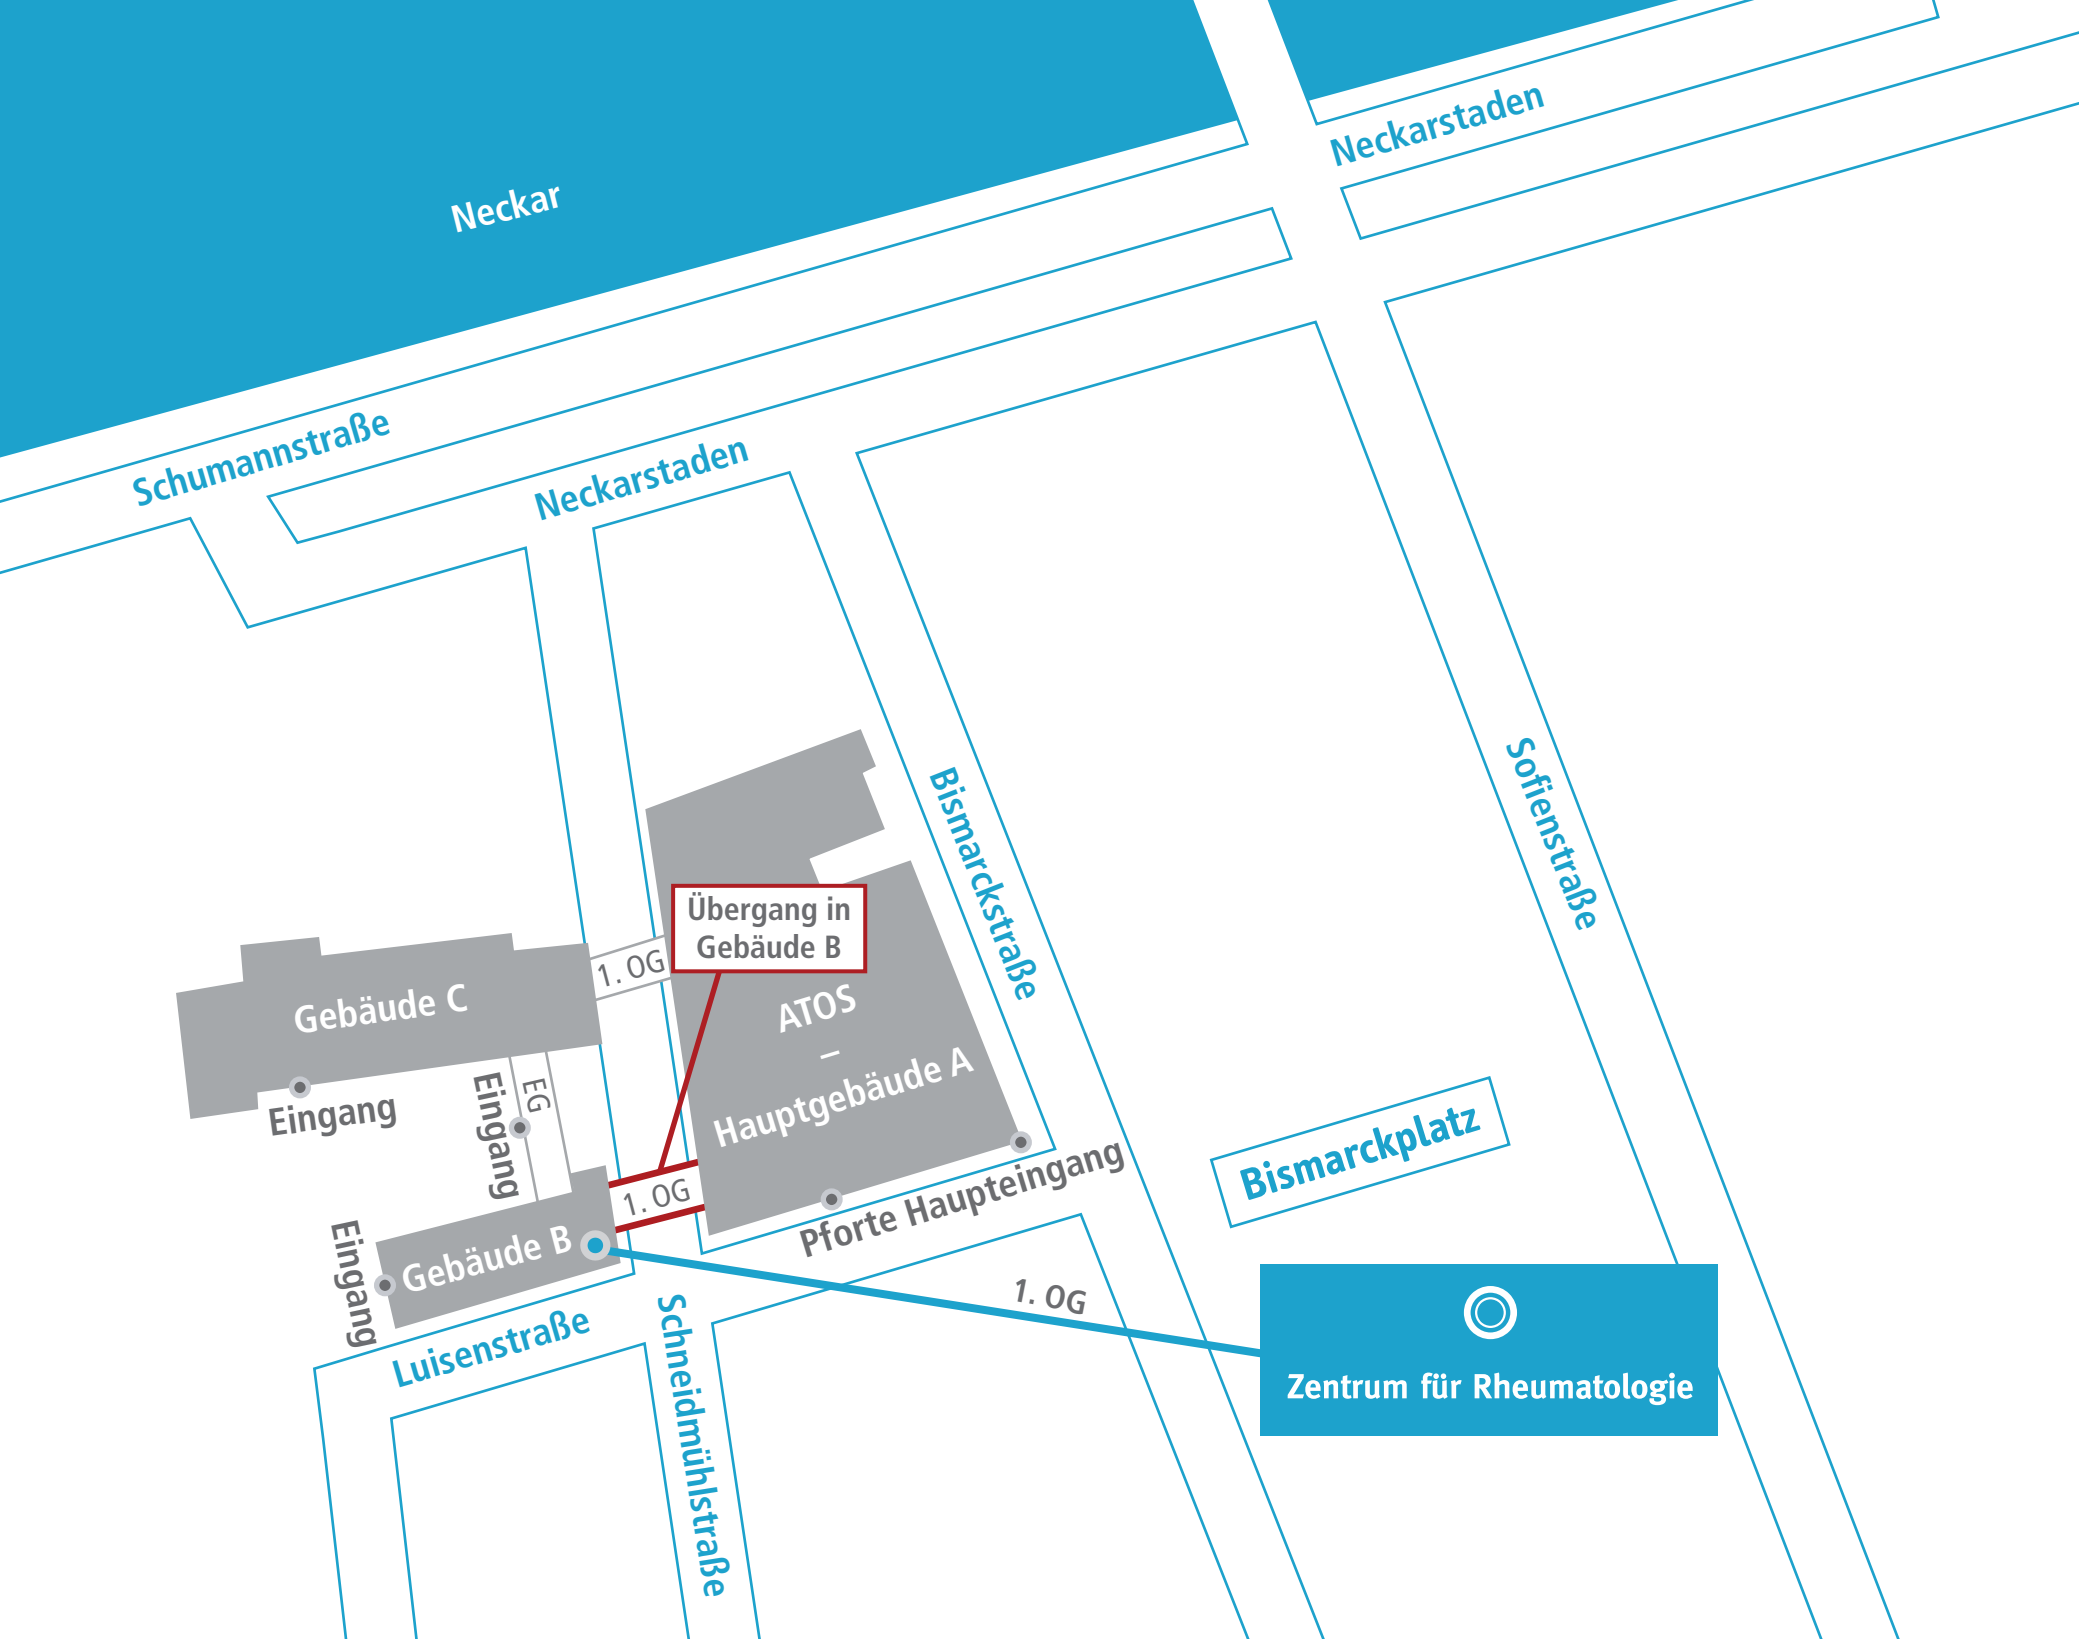 Neckarstaden
Neckar
Schumannstraße
Neckarstaden
Bismarckstraße
Sofienstraße
Übergang in
Gebäude B
1. OG
Gebäude C
ATOS
–
Hauptgebäude A
Eingang
Eingang
EG
Bismarckplatz
Pforte Haupteingang
1. OG
Eingang
Gebäude B
1. OG
Luisenstraße
Schneidmühlstraße
Zentrum für Rheumatologie